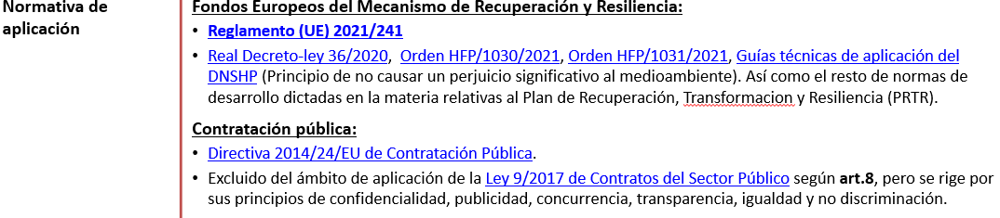 Normativa de
aplicación
Fondos Europeos del Mecanismo de Recuperación y Resiliencia:
• Reglamento (UE) 2021/241
• Real Decreto-ley 36/2020, Orden HFP/1030/2021, Orden HFP/1031/2021, Guías técnicas de aplicación del
DNSHP (Principio de no causar un perjuicio significativo al medioambiente). Así como el resto de normas de
desarrollo dictadas en la materia relativas al Plan de Recuperación, Transformacion y Resiliencia (PRTR).
Contratación pública:
• Directiva 2014/24/EU de Contratación Pública.
• Excluido del ámbito de aplicación de la Ley 9/2017 de Contratos del Sector Público según art.8, pero se rige por
sus principios de confidencialidad, publicidad, concurrencia, transparencia, igualdad y no discriminación.